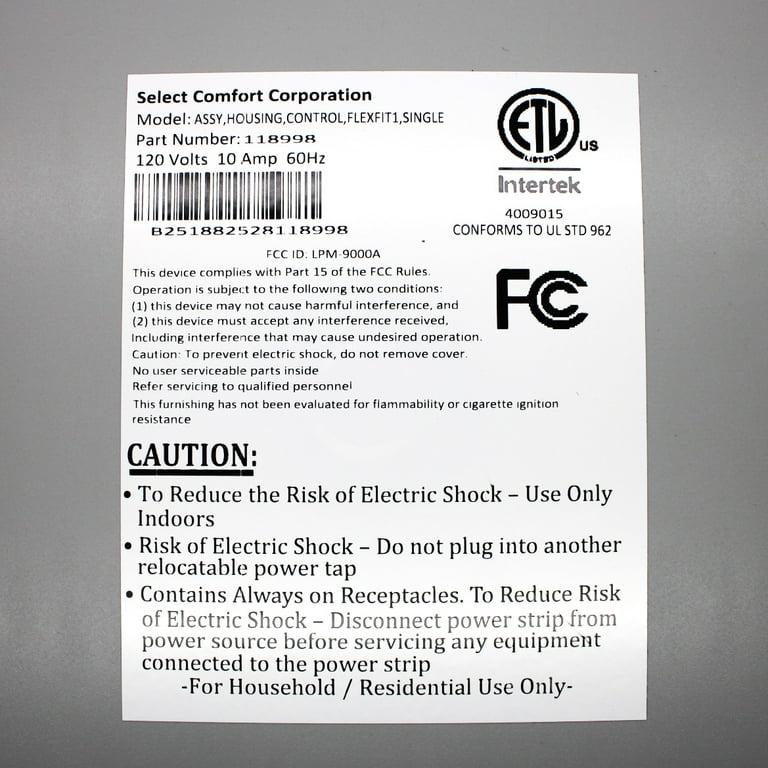 Select Comfort Corporation
Model: ASSY,HOUSING,CONTROL,FLEXFIT1,SINGLE
Part Number: 118998
120 Volts 10 Amp 60Hz
B251882528118998
ETL
LISTED
US
Intertek
4009015
CONFORMS TO UL STD 962
FCC ID: LPM-9000A
This device complies with Part 15 of the FCC Rules.
Operation is subject to the following two conditions:
(1) this device may not cause harmful interference, and
(2) this device must accept any interference received,
Including interference that may cause undesired operation.
Caution: To prevent electric shock, do not remove cover.
No user serviceable parts inside
Refer servicing to qualified personnel
This furnishing has not been evaluated for flammability or cigarette ignition
resistance
FCC
CAUTION:
• To Reduce the Risk of Electric Shock – Use Only
Indoors
• Risk of Electric Shock – Do not plug into another
relocatable power tap
• Contains Always on Receptacles. To Reduce Risk
of Electric Shock – Disconnect power strip from
power source before servicing any equipment
connected to the power strip
-For Household / Residential Use Only-